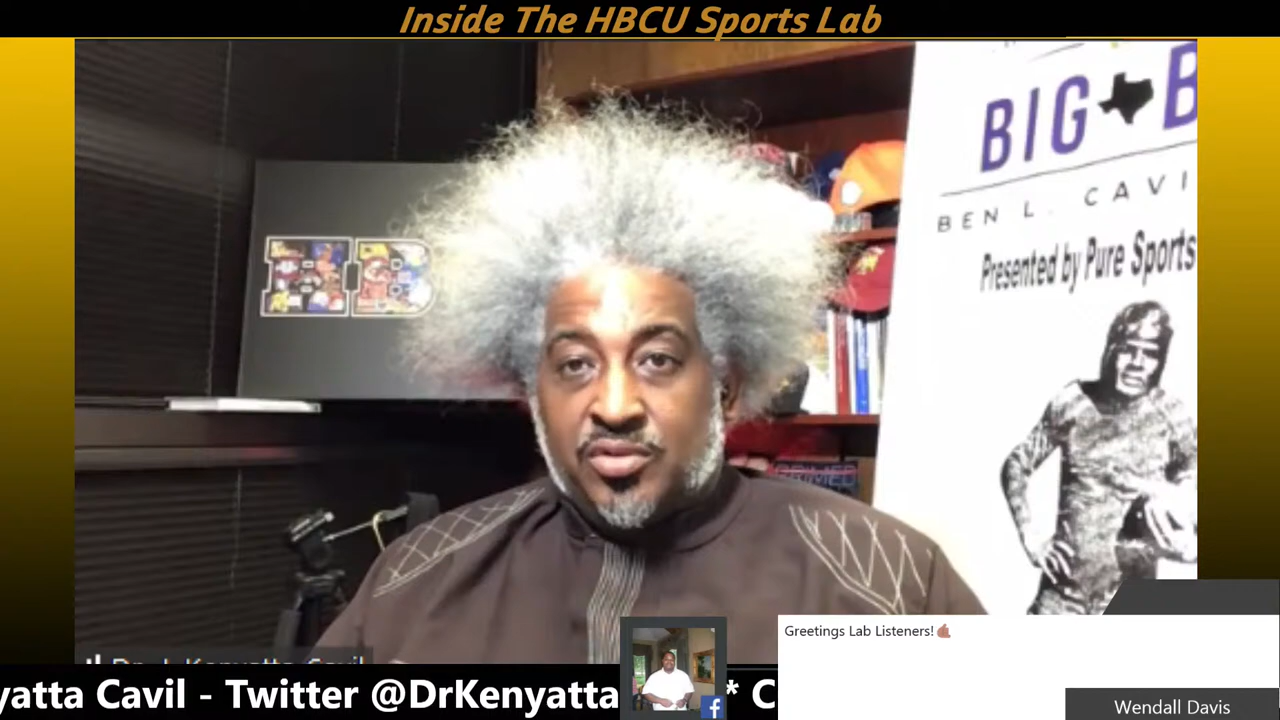 Inside The HBCU Sports Lab
BIG B
BEN L. CAVI
Presented by Pure Sports
Greetings Lab Listeners!🤙🏽
yatta Cavil - Twitter @DrKenyatta
* C
Wendall Davis